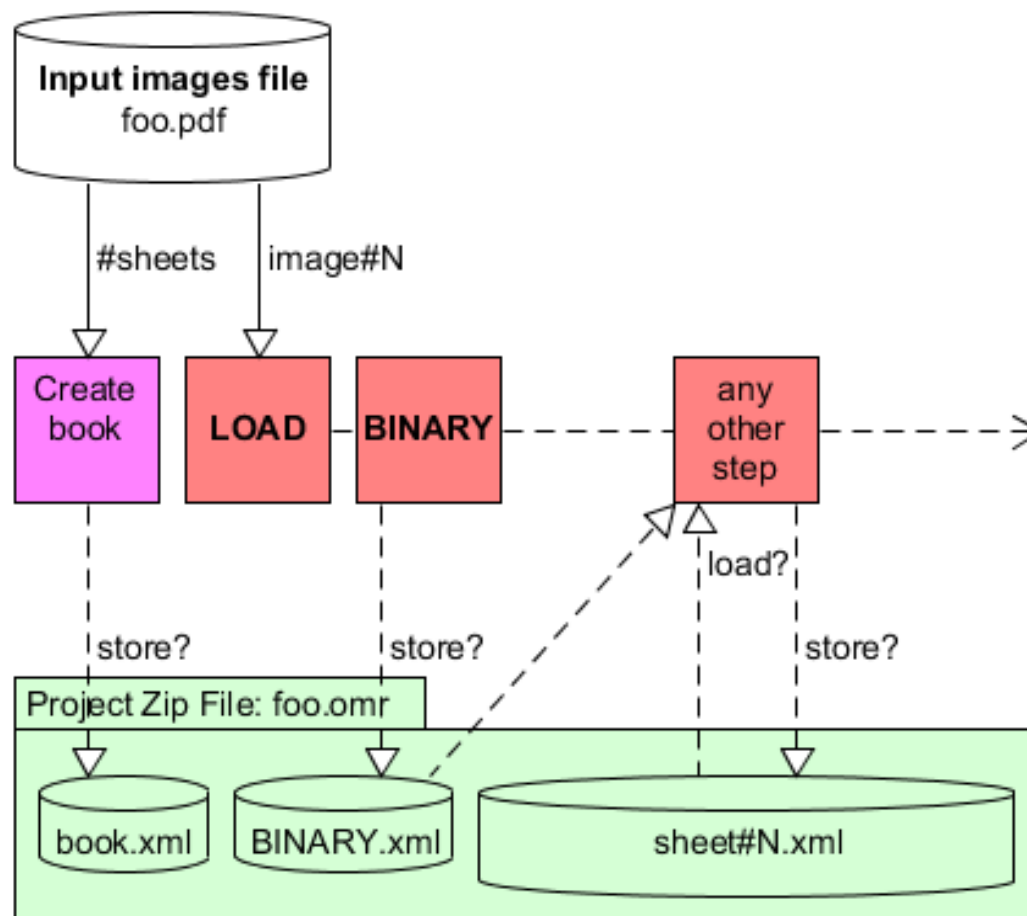 Input images file
foo.pdf
#sheets
image#N
Create
book
LOAD
BINARY
any
other
step
load?
store?
store?
store?
Project Zip File: foo.omr
book.xml
BINARY.xml
sheet#N.xml